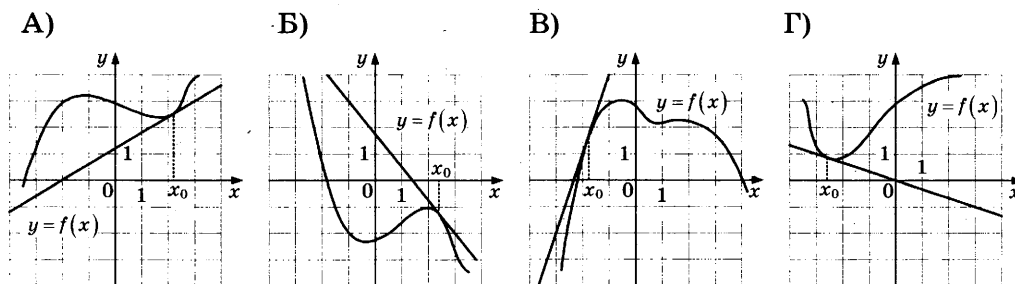 А) Б) В) Г)
y y y y
y = f(x) y = f(x) y = f(x)
1 1 x₀ 1 1 1
0 1 x₀ x 0 1 x x₀ 0 1 x x₀ 0 x
y = f(x)